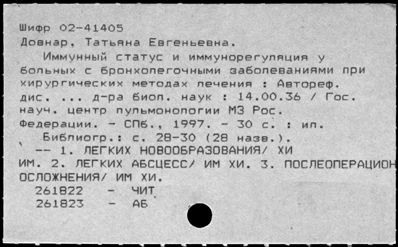 Шифр 02-41405
Довнар, Татьяна Евгеньевна.
Иммунный статус и иммунорегуляция у
больных с бронхолегочными заболеваниями при
хирургических методах лечения : Автореф.
дис. ... д-ра биол. наук : 14.00.36 / Гос.
науч. центр пульмонологии МЗ Рос.
Федерации. - СПб., 1997. - 30 с. : ил.
Библиогр.: с. 28-30 (28 назв.).
-- 1. ЛЕГКИХ НОВООБРАЗОВАНИЯ/ ХИ
ИМ. 2. ЛЕГКИХ АБСЦЕСС/ ИМ ХИ. 3. ПОСЛЕОПЕРАЦИОН
ОСЛОЖНЕНИЯ/ ИМ ХИ.
261822 - ЧИТ
261823 - АБ